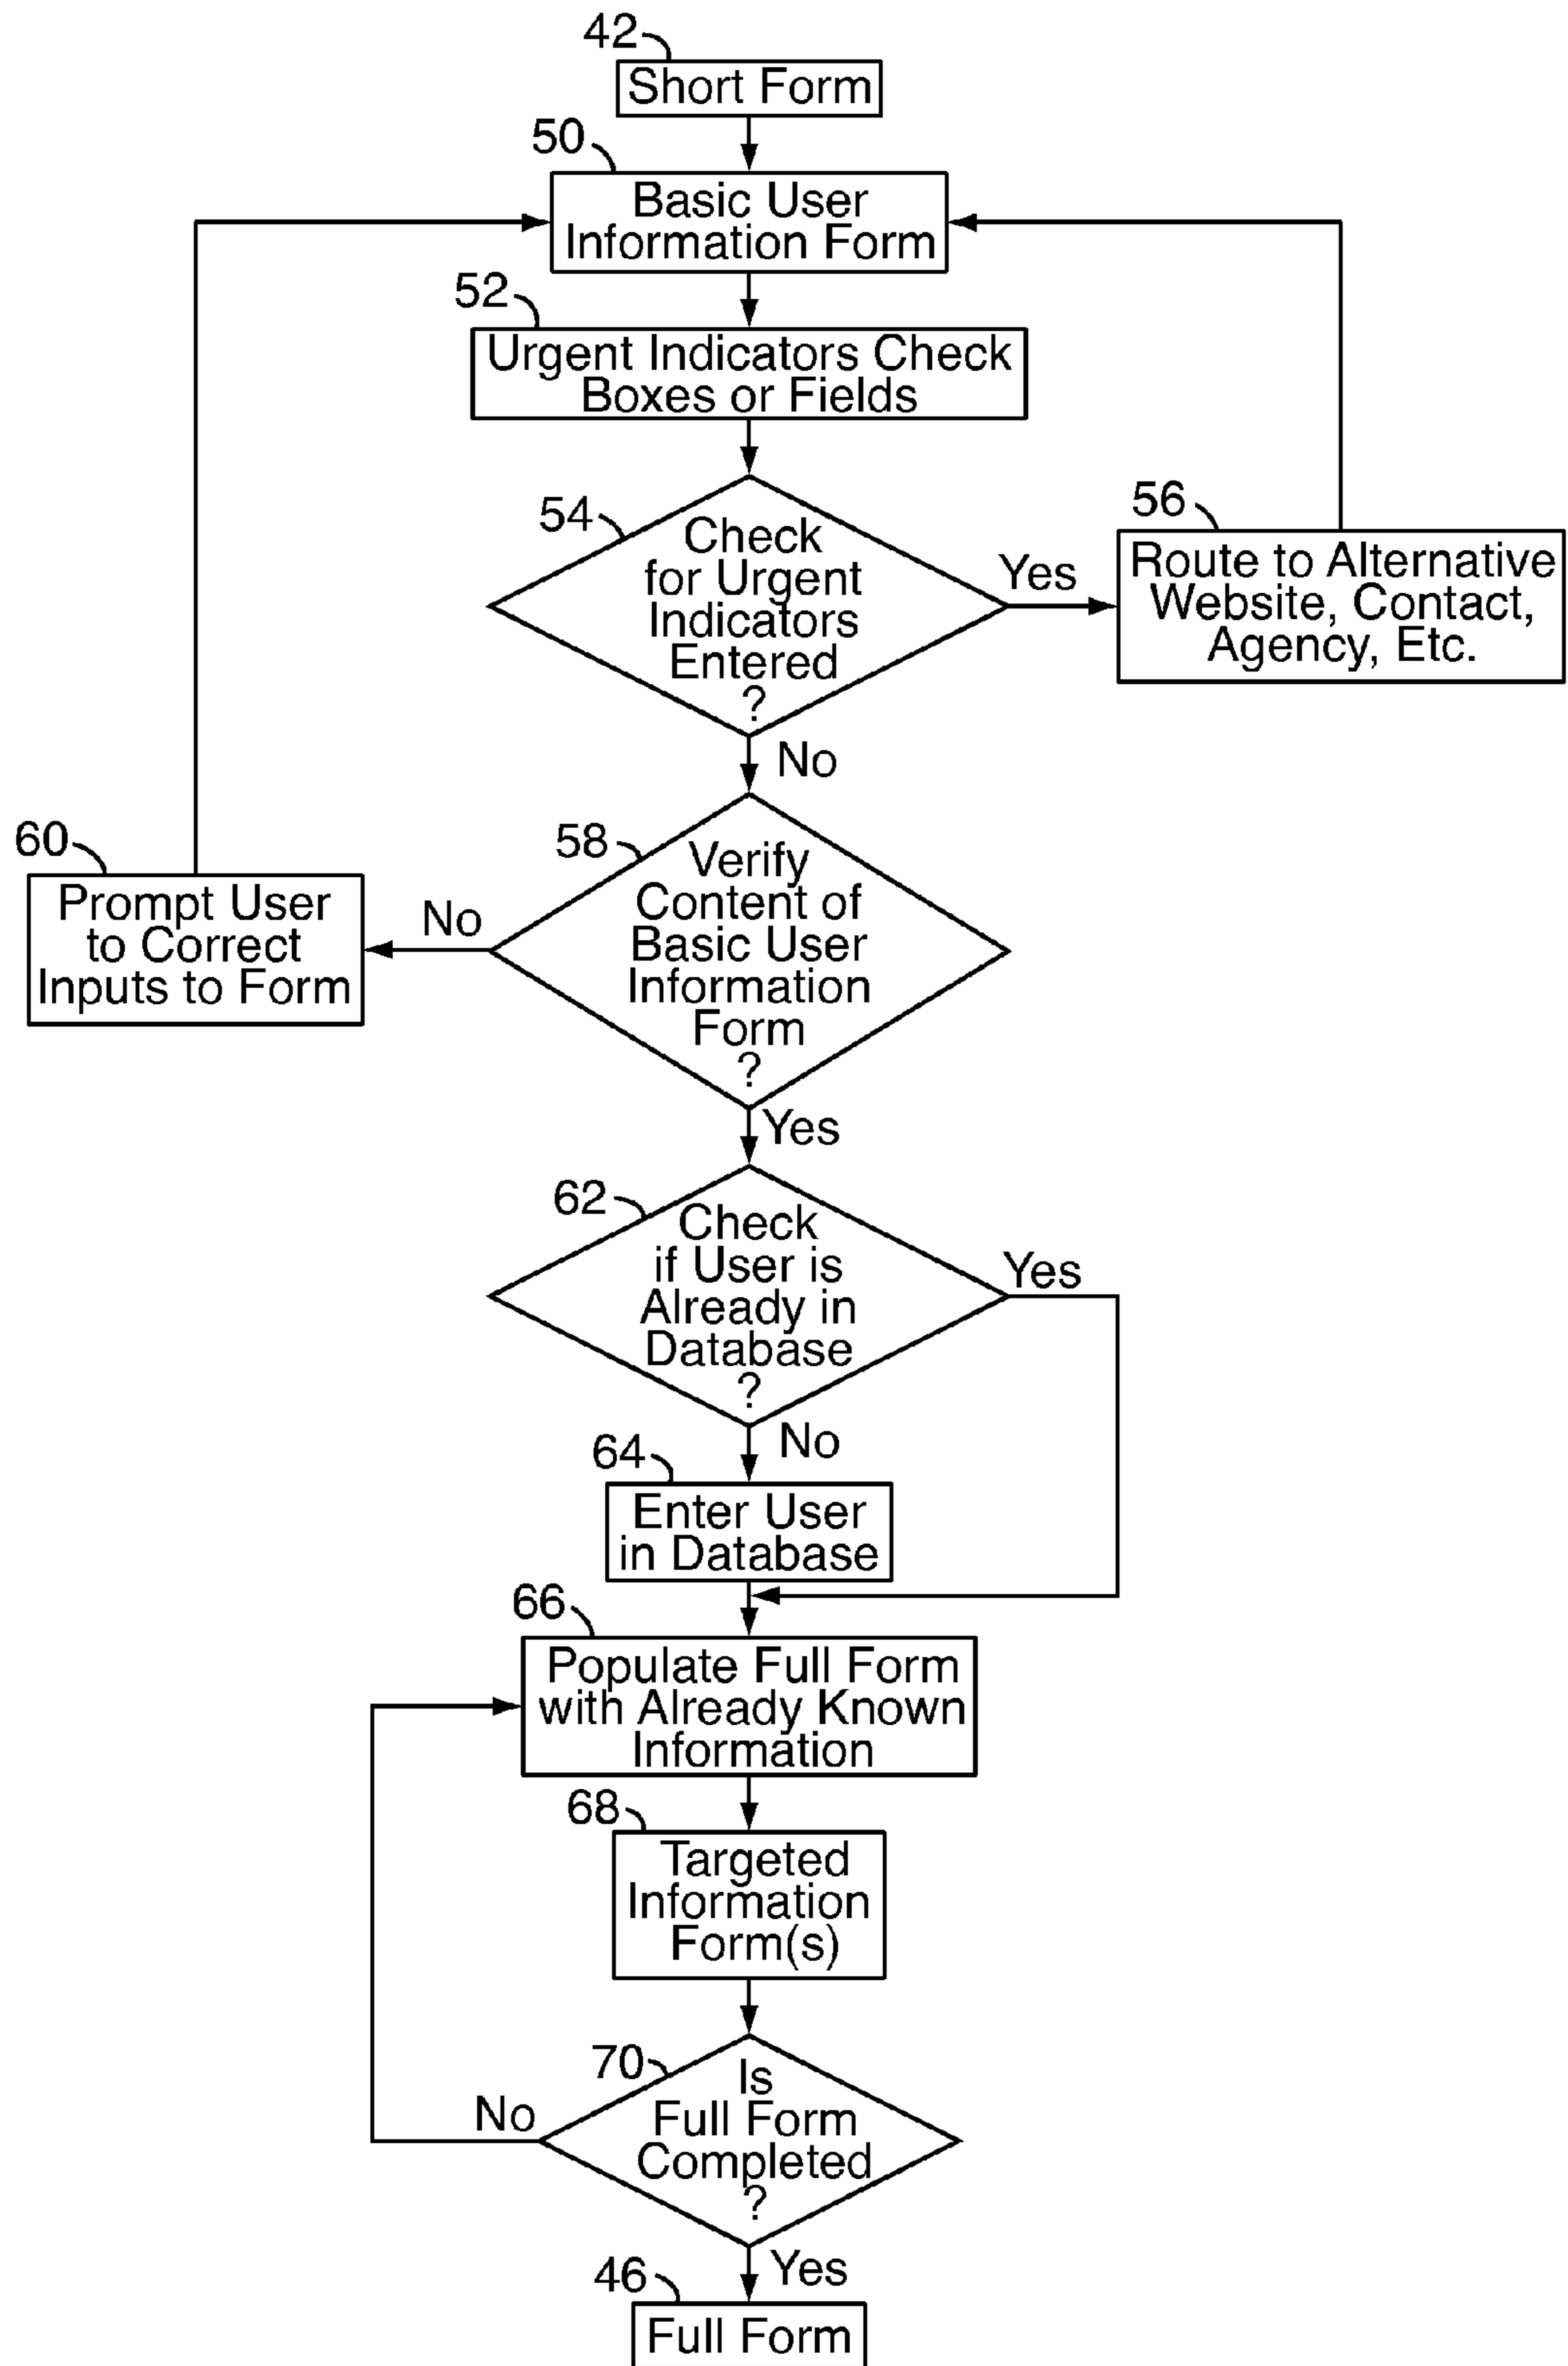 42
Short Form
50
Basic User
Information Form
52
Urgent Indicators Check
Boxes or Fields
54
Check
for Urgent
Indicators
Entered
?
Yes
56
Route to Alternative
Website, Contact,
Agency, Etc.
No
58
Verify
Content of
Basic User
Information
Form
?
No
60
Prompt User
to Correct
Inputs to Form
Yes
62
Check
if User is
Already in
Database
?
Yes
No
64
Enter User
in Database
66
Populate Full Form
with Already Known
Information
68
Targeted
Information
Form(s)
70
Is
Full Form
Completed
?
No
Yes
46
Full Form